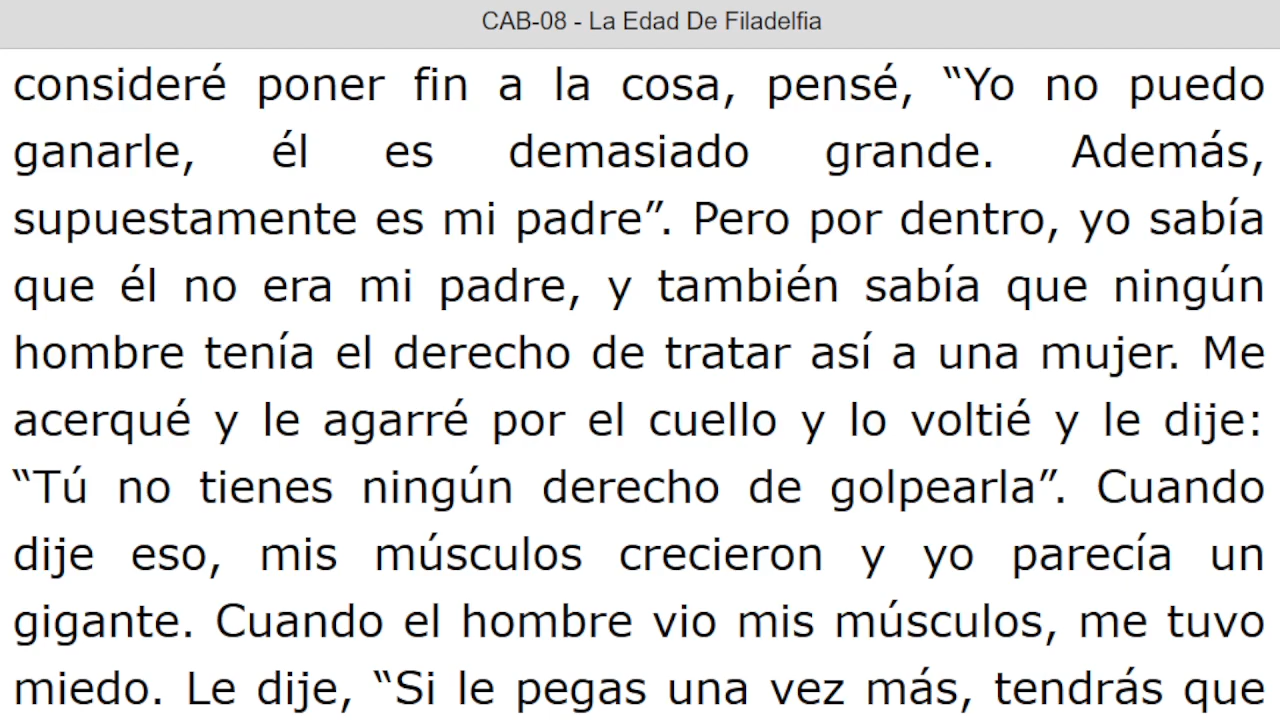 CAB-08 - La Edad De Filadelfia
consideré poner fin a la cosa, pensé, “Yo no puedo
ganarle, él es demasiado grande. Además,
supuestamente es mi padre”. Pero por dentro, yo sabía
que él no era mi padre, y también sabía que ningún
hombre tenía el derecho de tratar así a una mujer. Me
acerqué y le agarré por el cuello y lo voltié y le dije:
“Tú no tienes ningún derecho de golpearla”. Cuando
dije eso, mis músculos crecieron y yo parecía un
gigante. Cuando el hombre vio mis músculos, me tuvo
miedo. Le dije, “Si le pegas una vez más, tendrás que